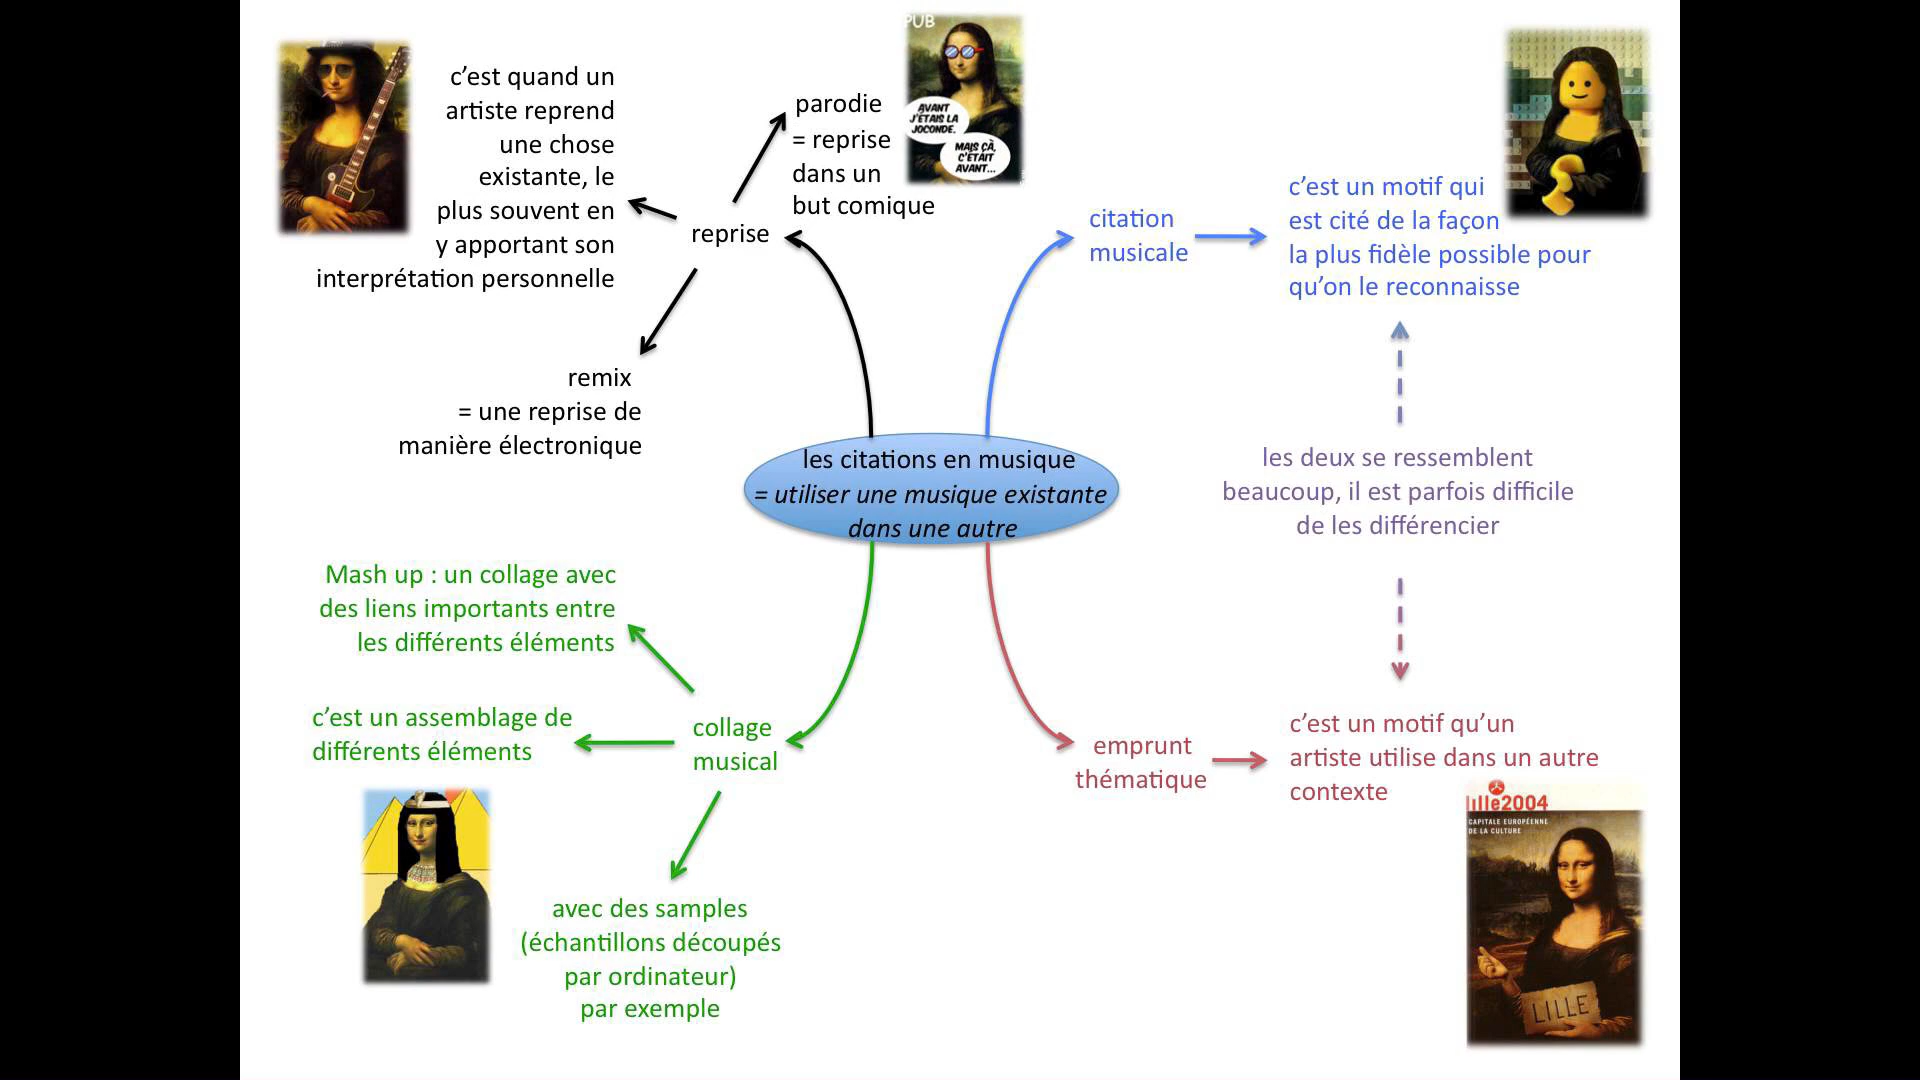 c’est quand un
artiste reprend
une chose
existante, le
plus souvent en
y apportant son
interprétation personnelle
reprise
parodie
= reprise
dans un
but comique
PUB
AVANT
J'ÉTAIS LA
JOCONDE.
MAIS ÇÀ,
C'ÉTAIT
AVANT...
remix
= une reprise de
manière électronique
citation
musicale
c’est un motif qui
est cité de la façon
la plus fidèle possible pour
qu’on le reconnaisse
les citations en musique
= utiliser une musique existante
dans une autre
les deux se ressemblent
beaucoup, il est parfois difficile
de les différencier
Mash up : un collage avec
des liens importants entre
les différents éléments
c’est un assemblage de
différents éléments
collage
musical
avec des samples
(échantillons découpés
par ordinateur)
par exemple
emprunt
thématique
c’est un motif qu’un
artiste utilise dans un autre
contexte
lille2004
CAPITALE EUROPÉENNE
DE LA CULTURE
LILLE